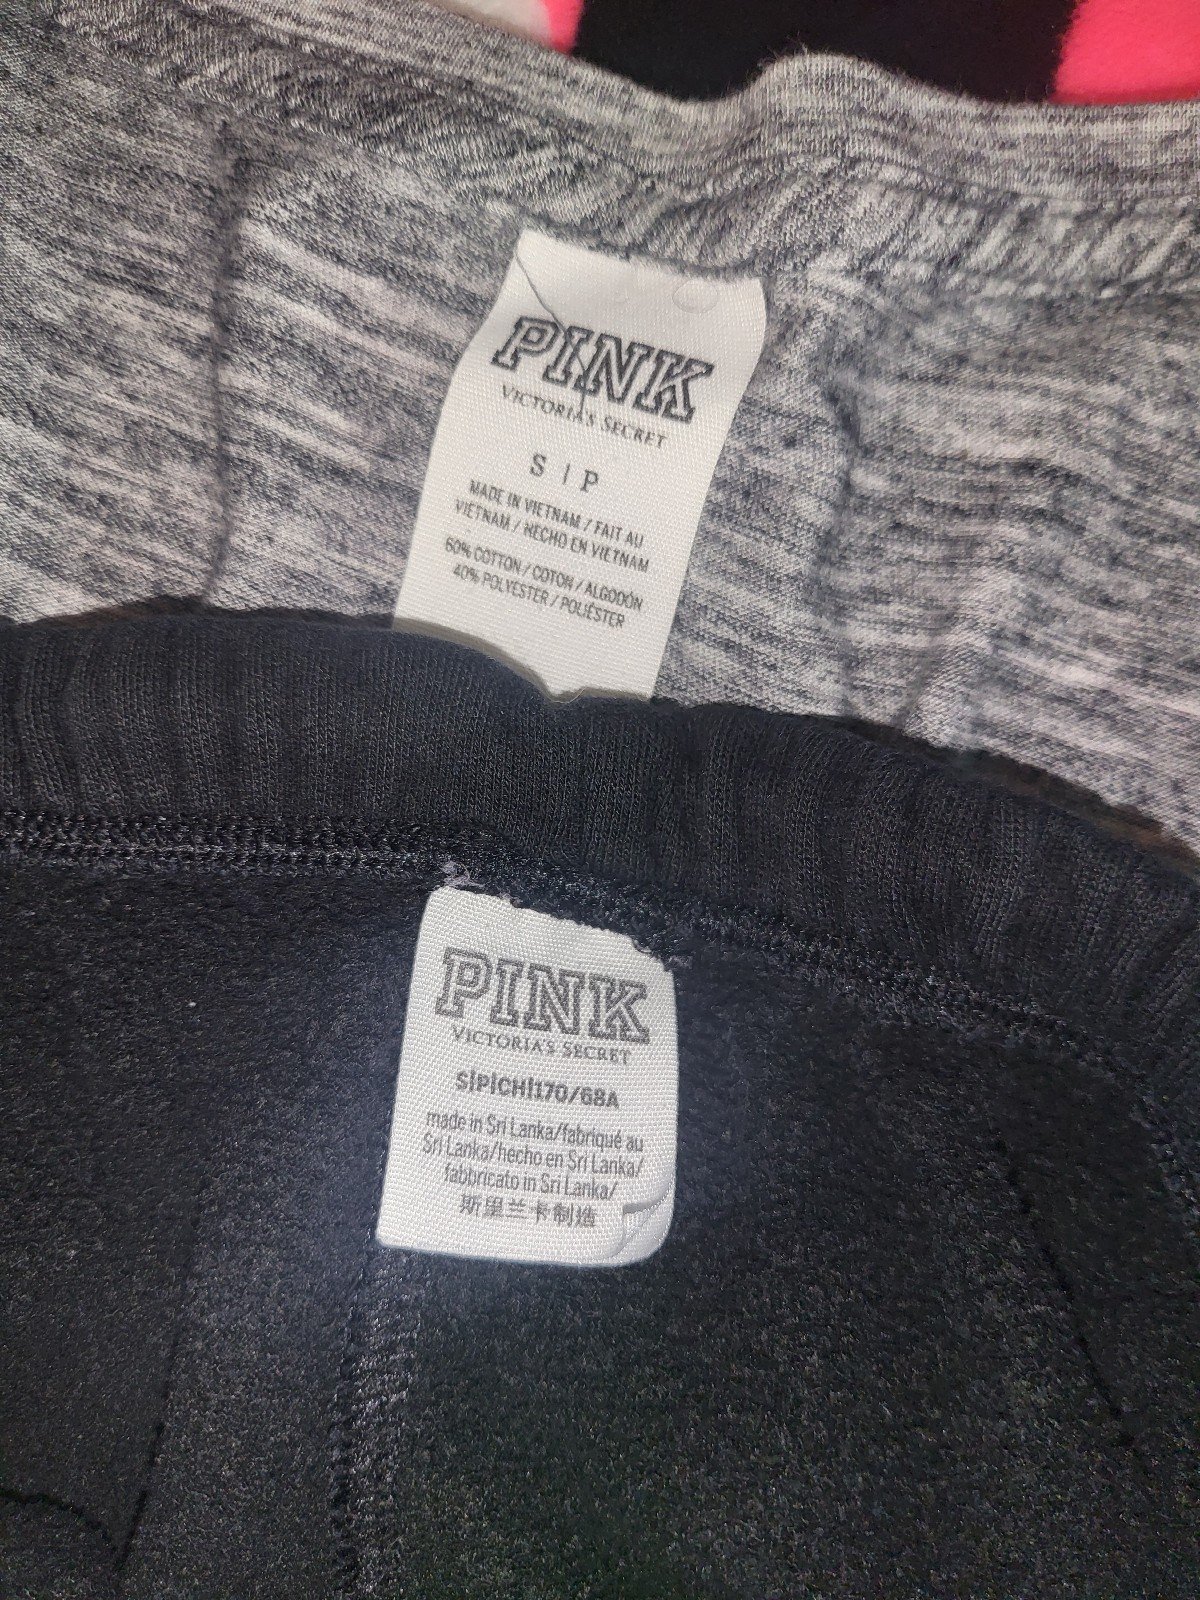 PINK
VICTORIA'S SECRET
S | P
MADE IN VIETNAM / FAIT AU
VIETNAM / HECHO EN VIETNAM
60% COTTON / COTON / ALGODÓN
40% POLYESTER / POLIÉSTER
PINK
VICTORIA'S SECRET
S|P|CH|170/68A
made in Sri Lanka/fabriqué au
Sri Lanka/hecho en Sri Lanka/
fabbricato in Sri Lanka/
斯里兰卡制造